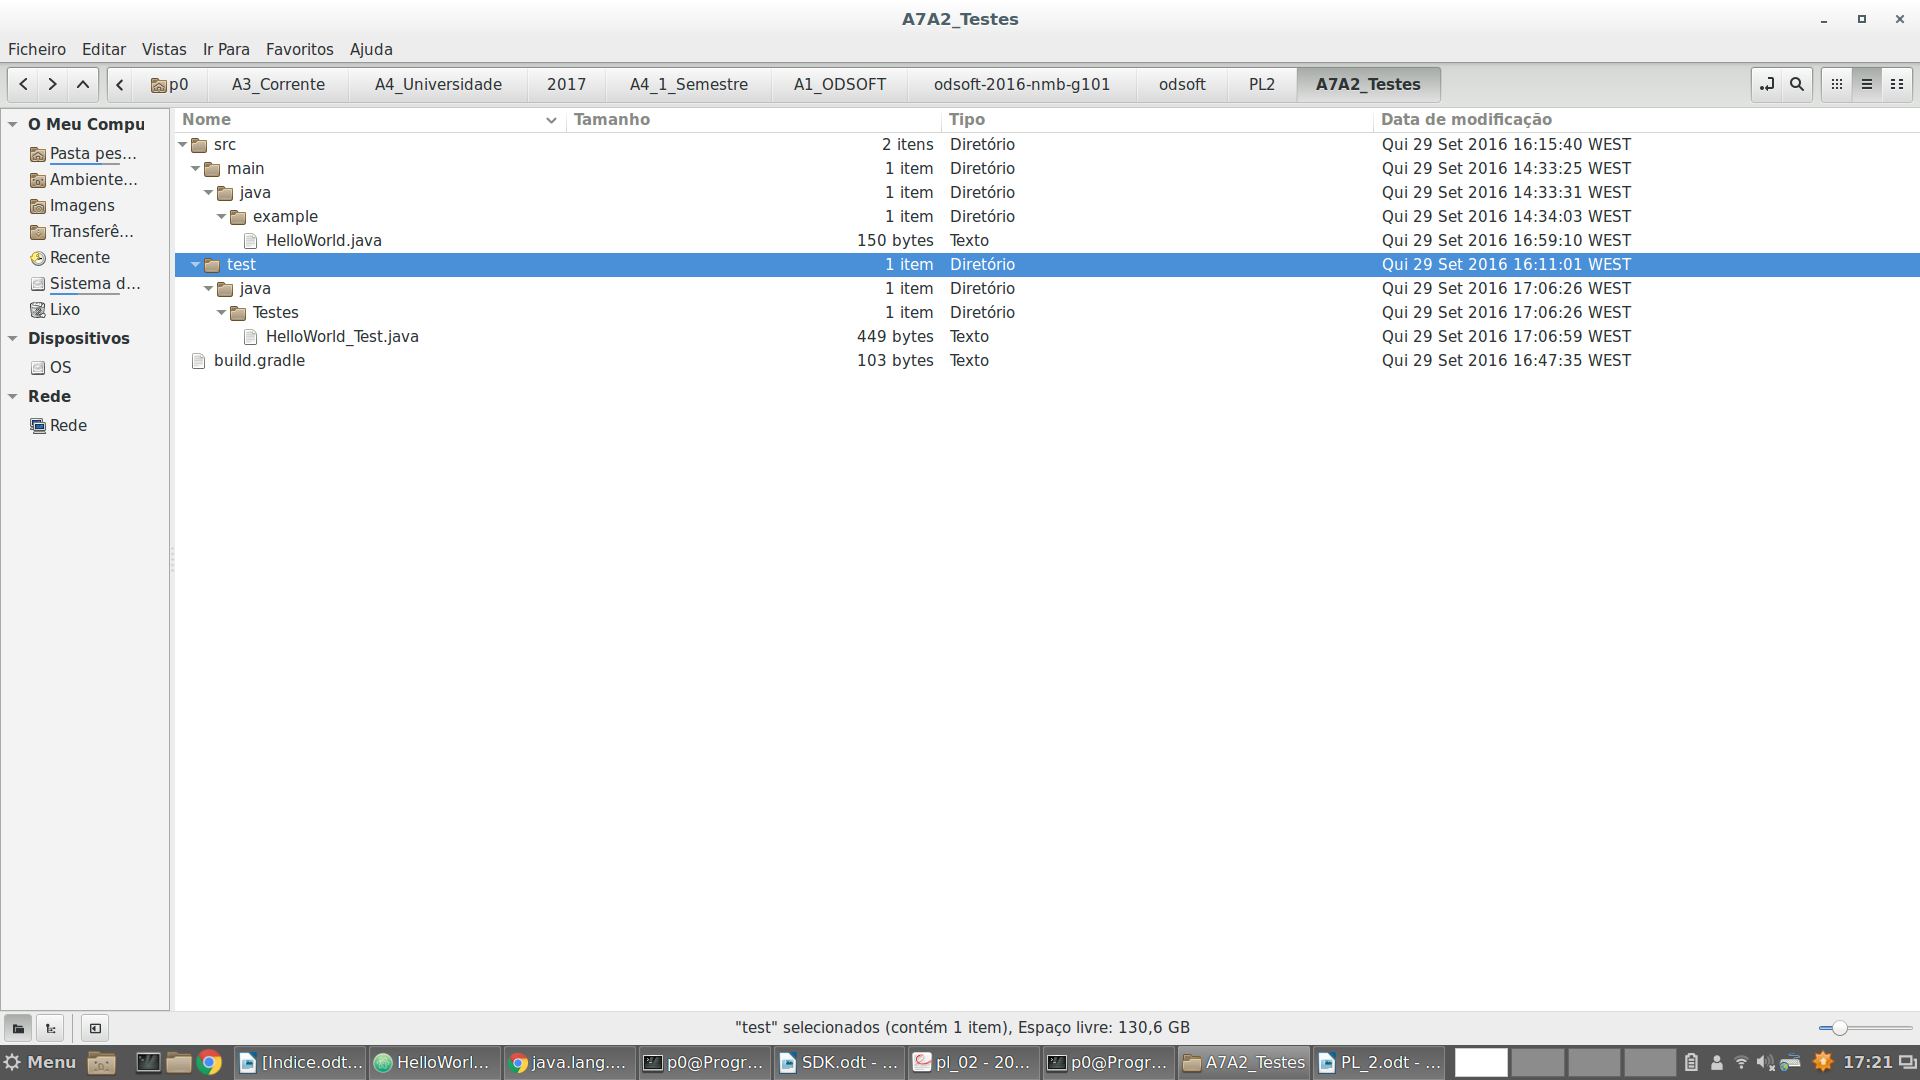 A7A2_Testes
Ficheiro Editar Vistas Ir Para Favoritos Ajuda
p0 A3_Corrente A4_Universidade 2017 A4_1_Semestre A1_ODSOFT odsoft-2016-nmb-g101 odsoft PL2 A7A2_Testes
O Meu Compu
Pasta pes...
Ambiente...
Imagens
Transferê...
Recente
Sistema d...
Lixo
Dispositivos
OS
Rede
Rede
Nome Tamanho Tipo Data de modificação
src 2 itens Diretório Qui 29 Set 2016 16:15:40 WEST
main 1 item Diretório Qui 29 Set 2016 14:33:25 WEST
java 1 item Diretório Qui 29 Set 2016 14:33:31 WEST
example 1 item Diretório Qui 29 Set 2016 14:34:03 WEST
HelloWorld.java 150 bytes Texto Qui 29 Set 2016 16:59:10 WEST
test 1 item Diretório Qui 29 Set 2016 16:11:01 WEST
java 1 item Diretório Qui 29 Set 2016 17:06:26 WEST
Testes 1 item Diretório Qui 29 Set 2016 17:06:26 WEST
HelloWorld_Test.java 449 bytes Texto Qui 29 Set 2016 17:06:59 WEST
build.gradle 103 bytes Texto Qui 29 Set 2016 16:47:35 WEST
"test" selecionados (contém 1 item), Espaço livre: 130,6 GB
Menu [Indice.odt... HelloWorl... java.lang.... p0@Progr... SDK.odt - ... pl_02 - 20... p0@Progr... A7A2_Testes PL_2.odt - ... 17:21